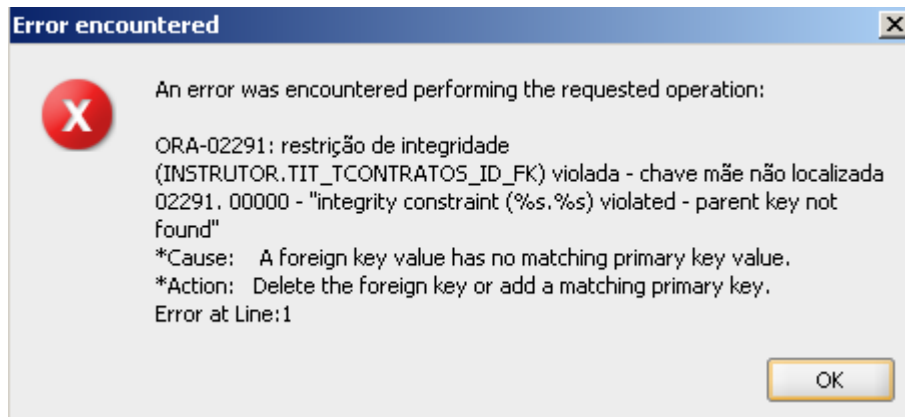 Error encountered
An error was encountered performing the requested operation:
ORA-02291: restrição de integridade
(INSTRUTOR.TIT_TCONTRATOS_ID_FK) violada - chave mãe não localizada
02291. 00000 - "integrity constraint (%s.%s) violated - parent key not
found"
*Cause: A foreign key value has no matching primary key value.
*Action: Delete the foreign key or add a matching primary key.
Error at Line:1
OK